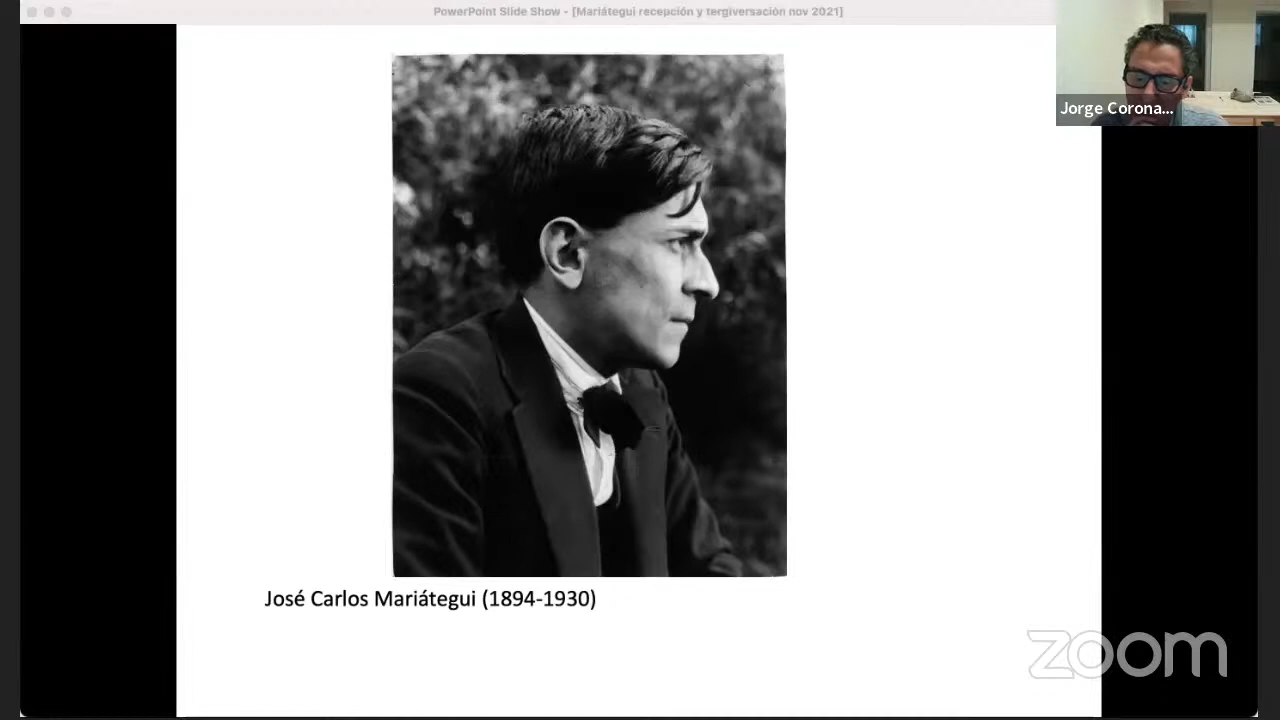 PowerPoint Slide Show - [Mariátegui recepción y tergiversación nov 2021]
Jorge Corona...
José Carlos Mariátegui (1894-1930)
zoom